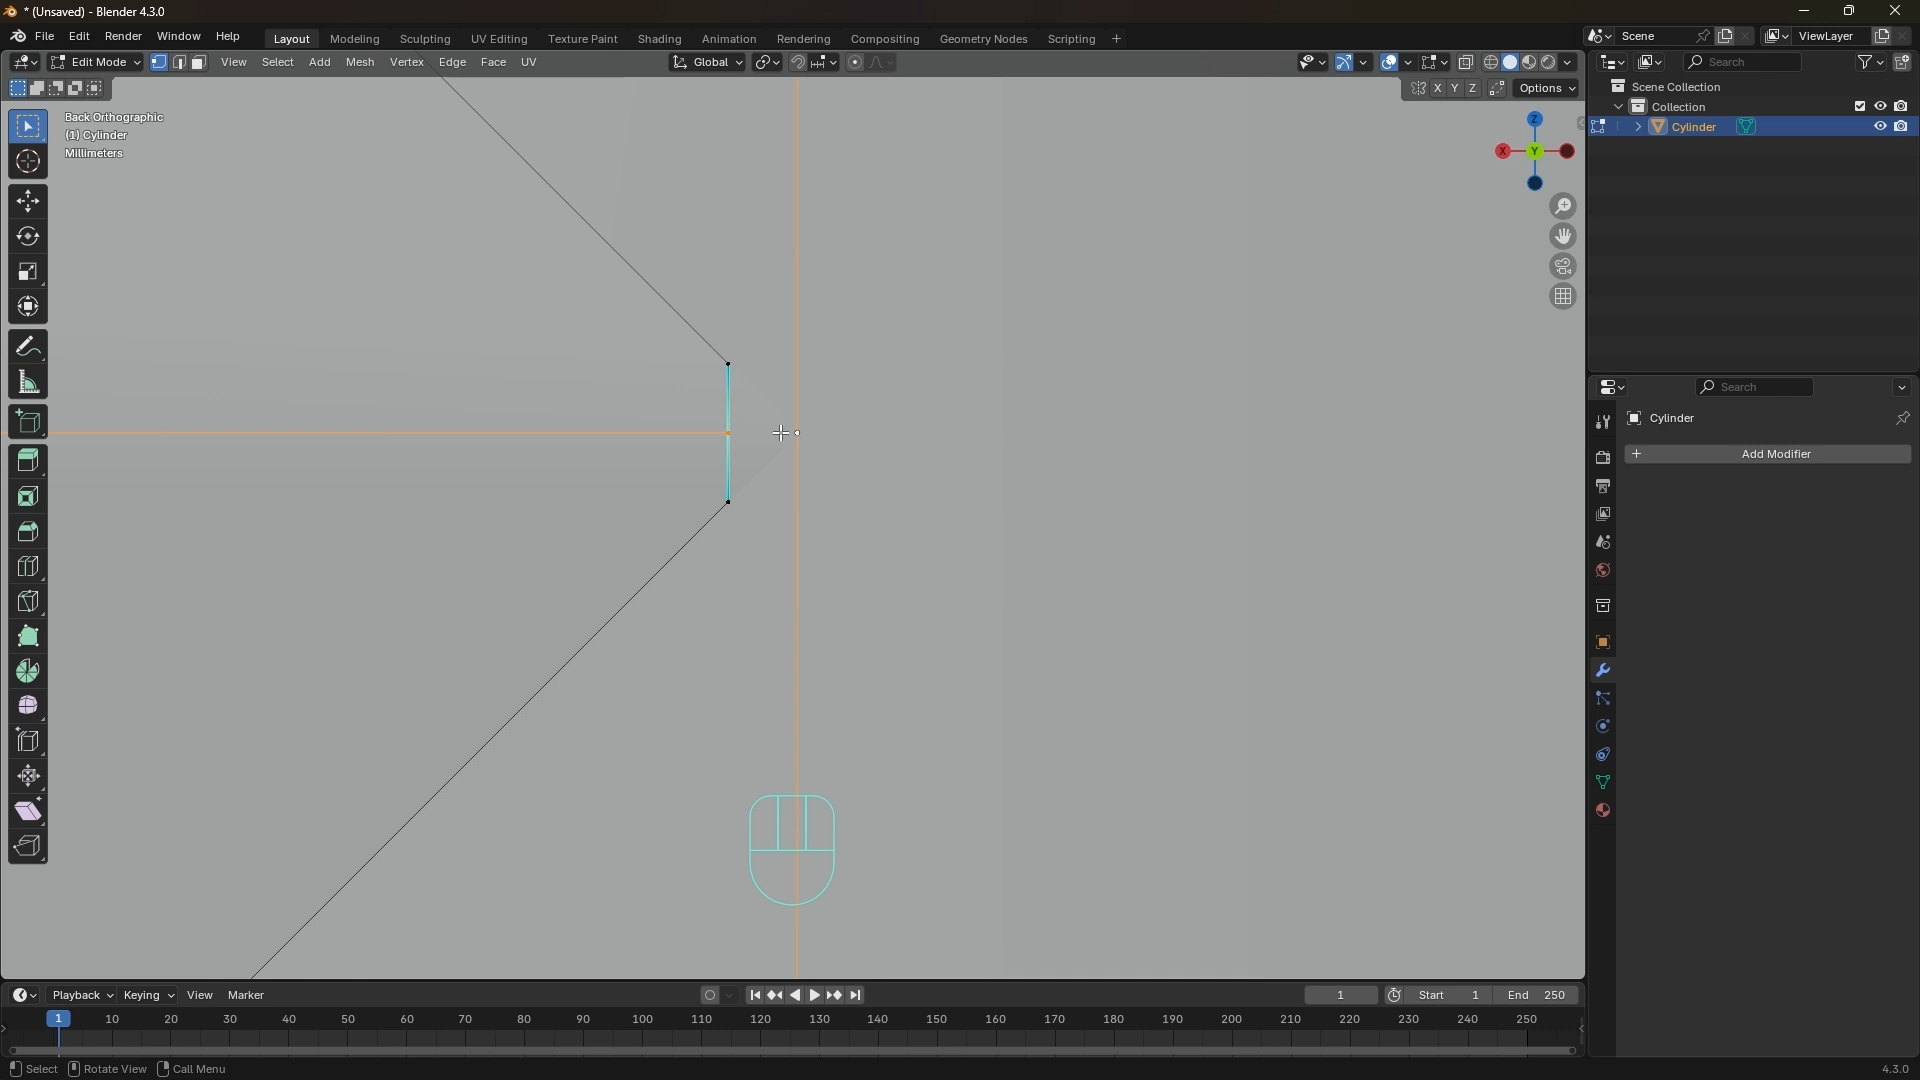 * (Unsaved) - Blender 4.3.0
File Edit Render Window Help Layout Modeling Sculpting UV Editing Texture Paint Shading Animation Rendering Compositing Geometry Nodes Scripting + Scene ViewLayer
Edit Mode View Select Add Mesh Vertex Edge Face UV Global Search
X Y Z Options
Scene Collection
Collection
Cylinder
Back Orthographic
(1) Cylinder
Millimeters
Z
X Y
Search
Cylinder
+ Add Modifier
Playback Keying View Marker 1 Start 1 End 250
1 10 20 30 40 50 60 70 80 90 100 110 120 130 140 150 160 170 180 190 200 210 220 230 240 250
Select Rotate View Call Menu 4.3.0